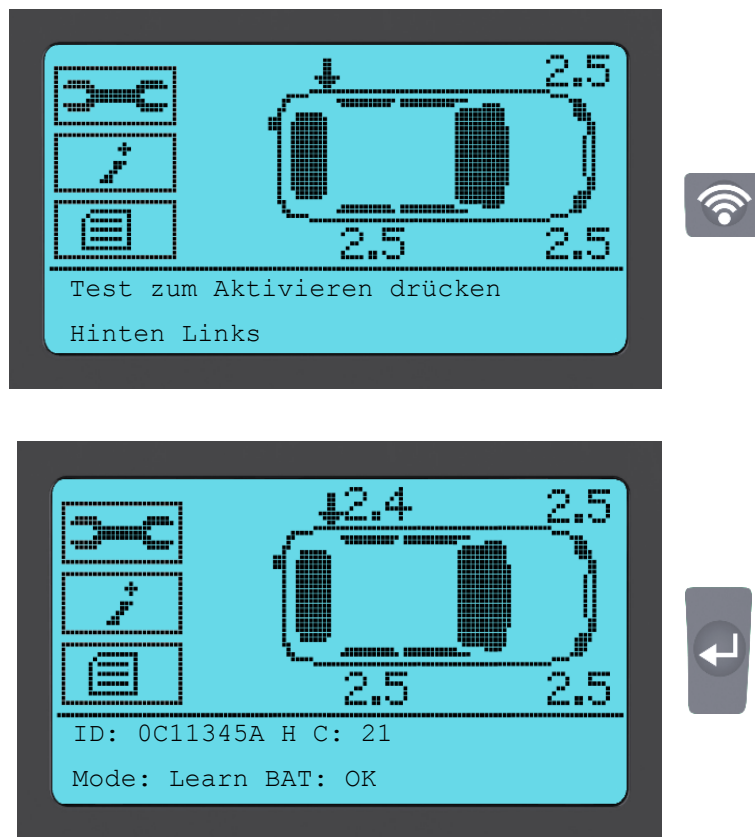 2.5
2.5 2.5
Test zum Aktivieren drücken
Hinten Links
2.4 2.5
2.5 2.5
ID: 0C11345A H C: 21
Mode: Learn BAT: OK